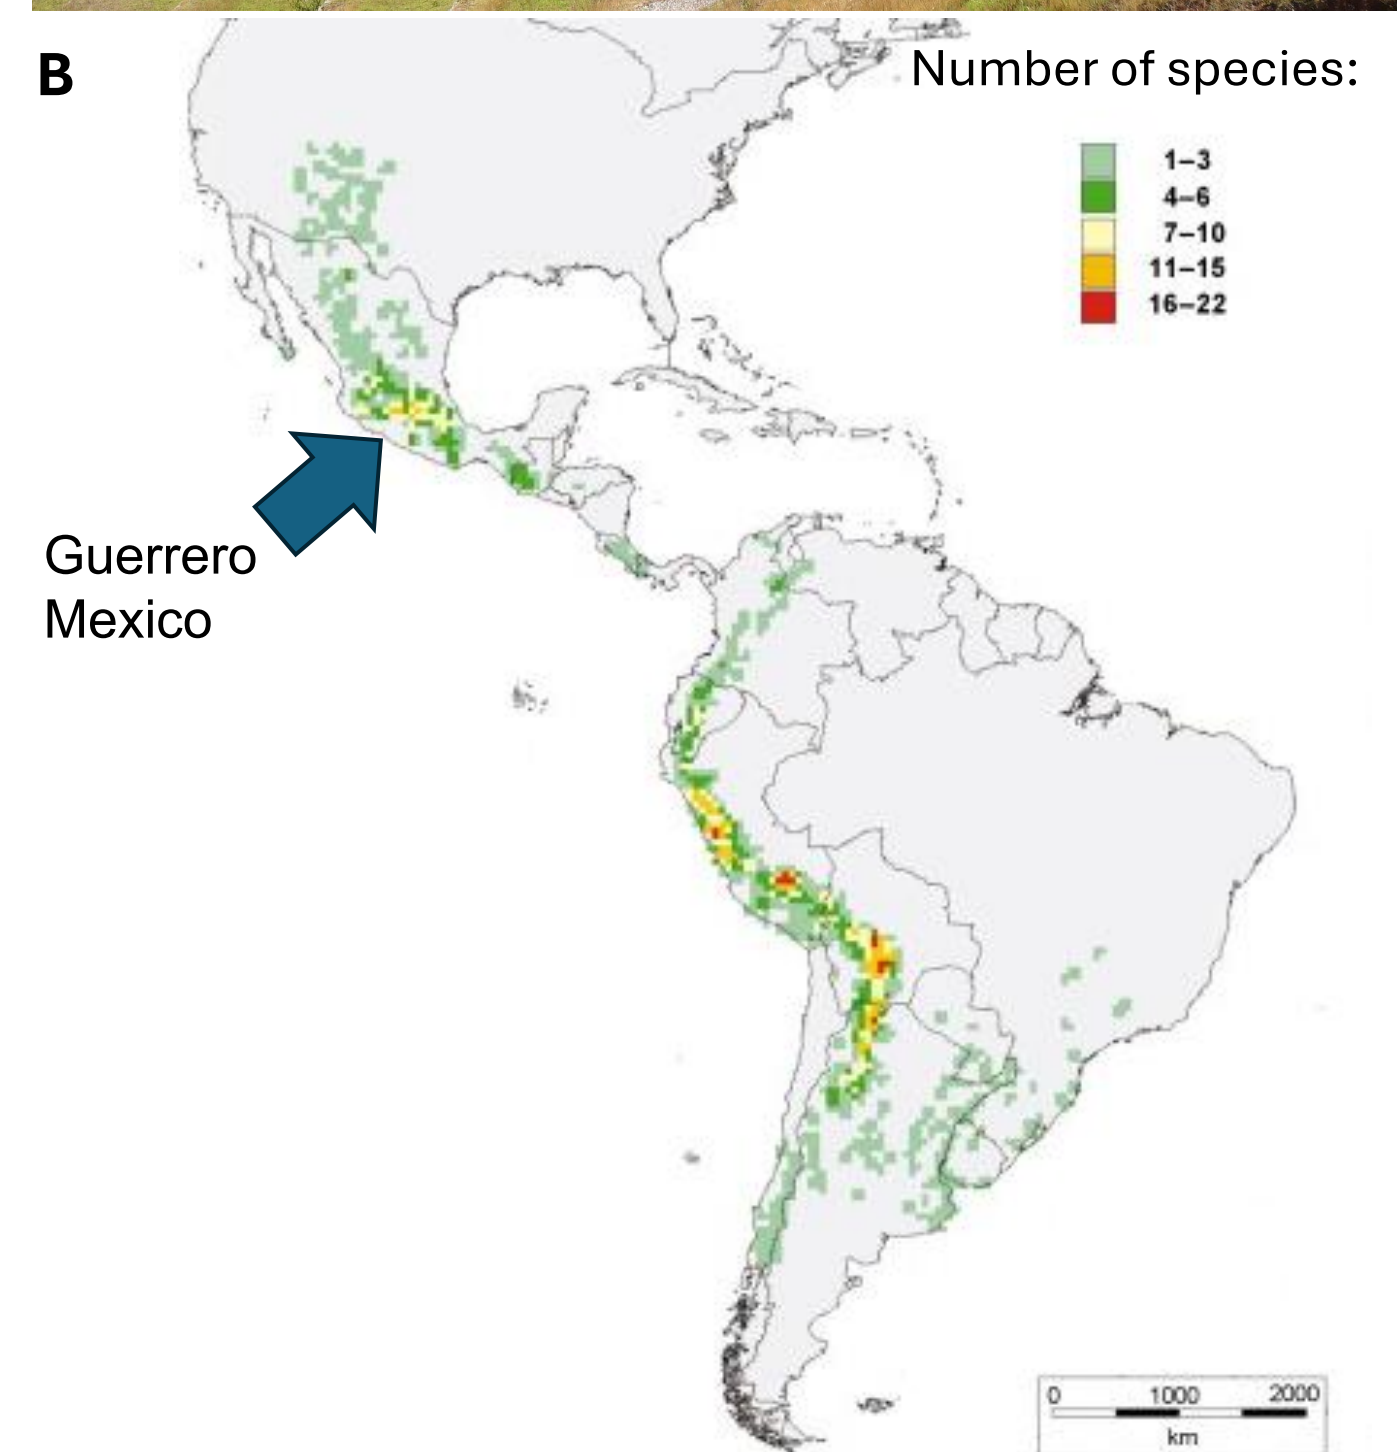 B
Number of species:
1–3
4–6
7–10
11–15
16–22
Guerrero
Mexico
0 1000 2000
km